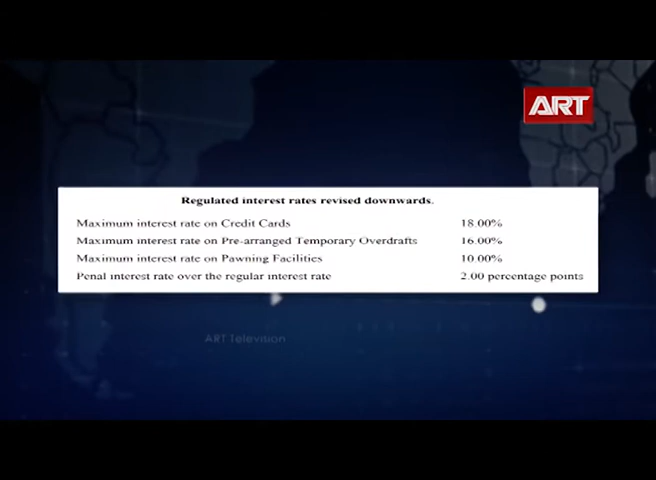 ART
Regulated interest rates revised downwards.
Maximum interest rate on Credit Cards 18.00%
Maximum interest rate on Pre-arranged Temporary Overdrafts 16.00%
Maximum interest rate on Pawning Facilities 10.00%
Penal interest rate over the regular interest rate 2.00 percentage points
ART Television